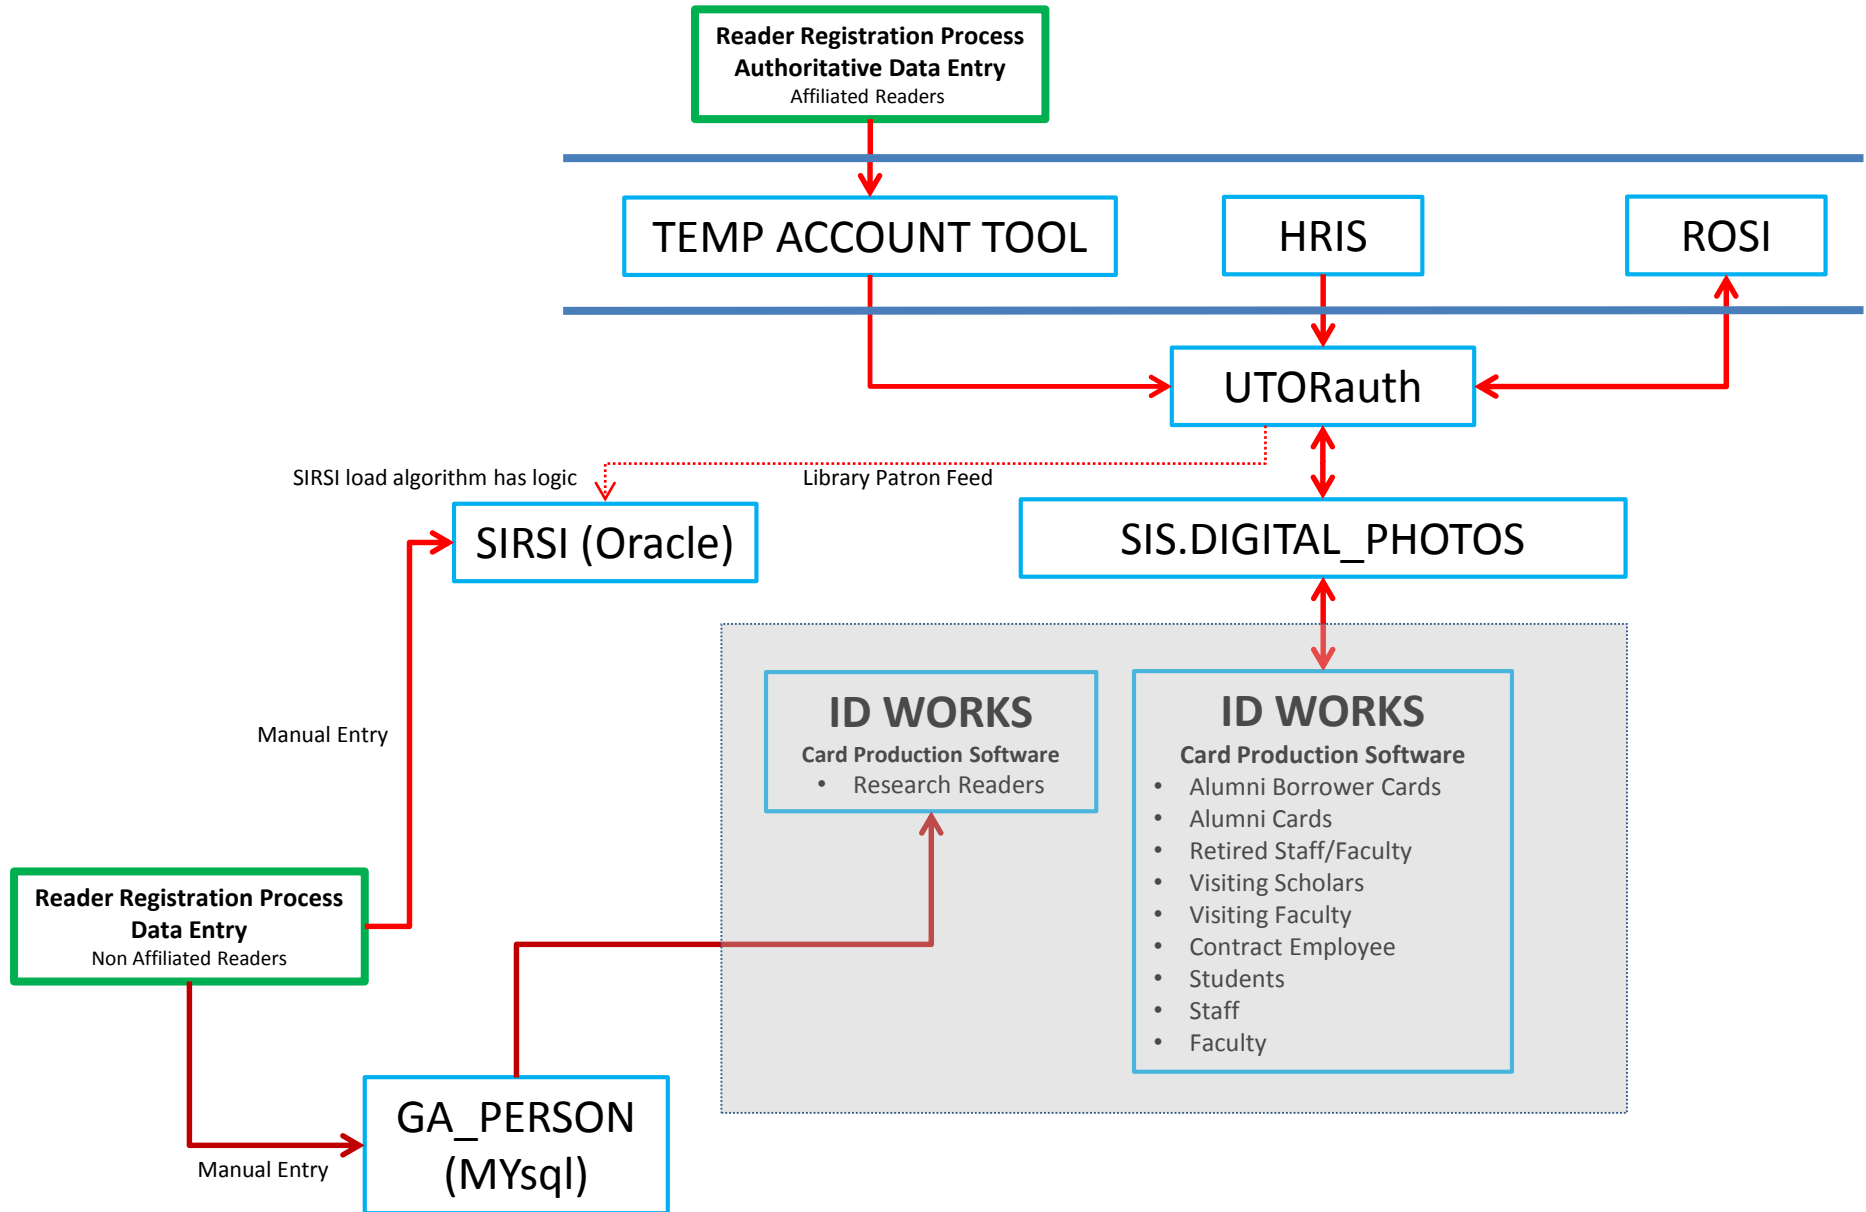 Reader Registration Process
Authoritative Data Entry
Affiliated Readers
TEMP ACCOUNT TOOL
HRIS
ROSI
UTORauth
SIRSI load algorithm has logic
Library Patron Feed
SIRSI (Oracle)
SIS.DIGITAL_PHOTOS
Manual Entry
ID WORKS
Card Production Software
• Research Readers
ID WORKS
Card Production Software
• Alumni Borrower Cards
• Alumni Cards
• Retired Staff/Faculty
• Visiting Scholars
• Visiting Faculty
• Contract Employee
• Students
• Staff
• Faculty
Reader Registration Process
Data Entry
Non Affiliated Readers
Manual Entry
GA_PERSON
(MYsql)